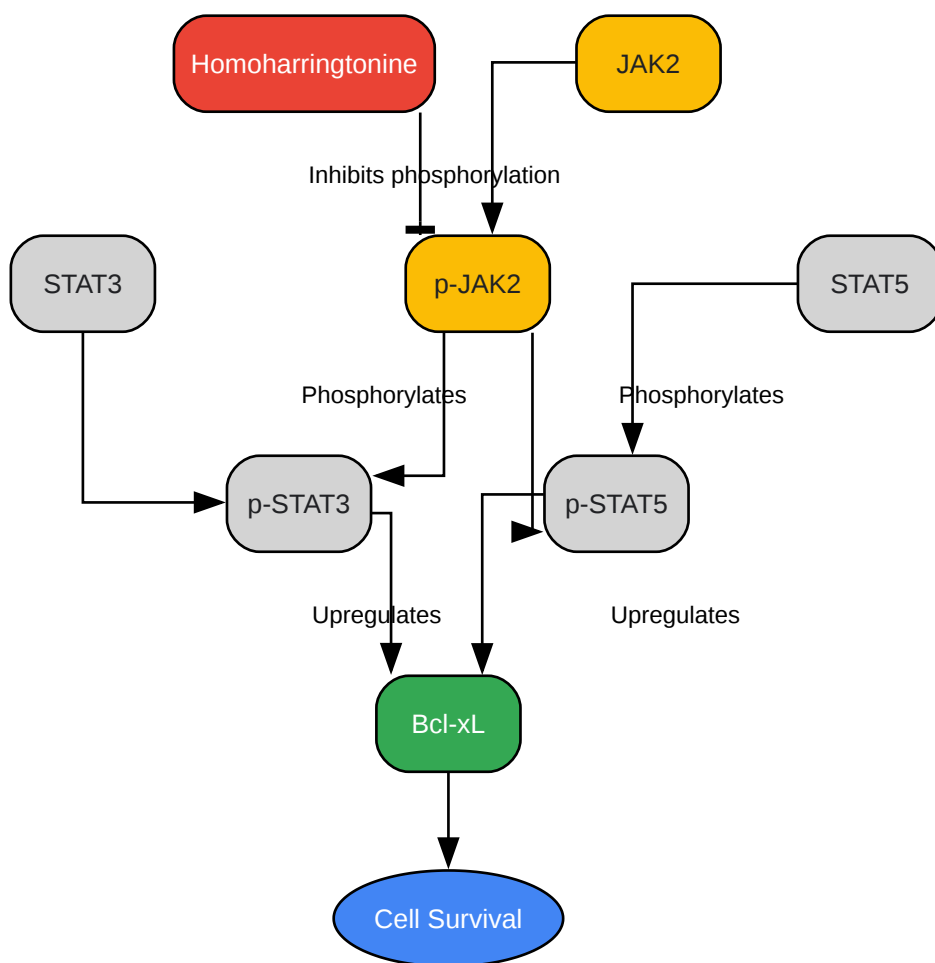 Homoharringtonine
JAK2
Inhibits phosphorylation
STAT3
p-JAK2
STAT5
Phosphorylates
Phosphorylates
p-STAT3
p-STAT5
Upregulates
Upregulates
Bcl-xL
Cell Survival